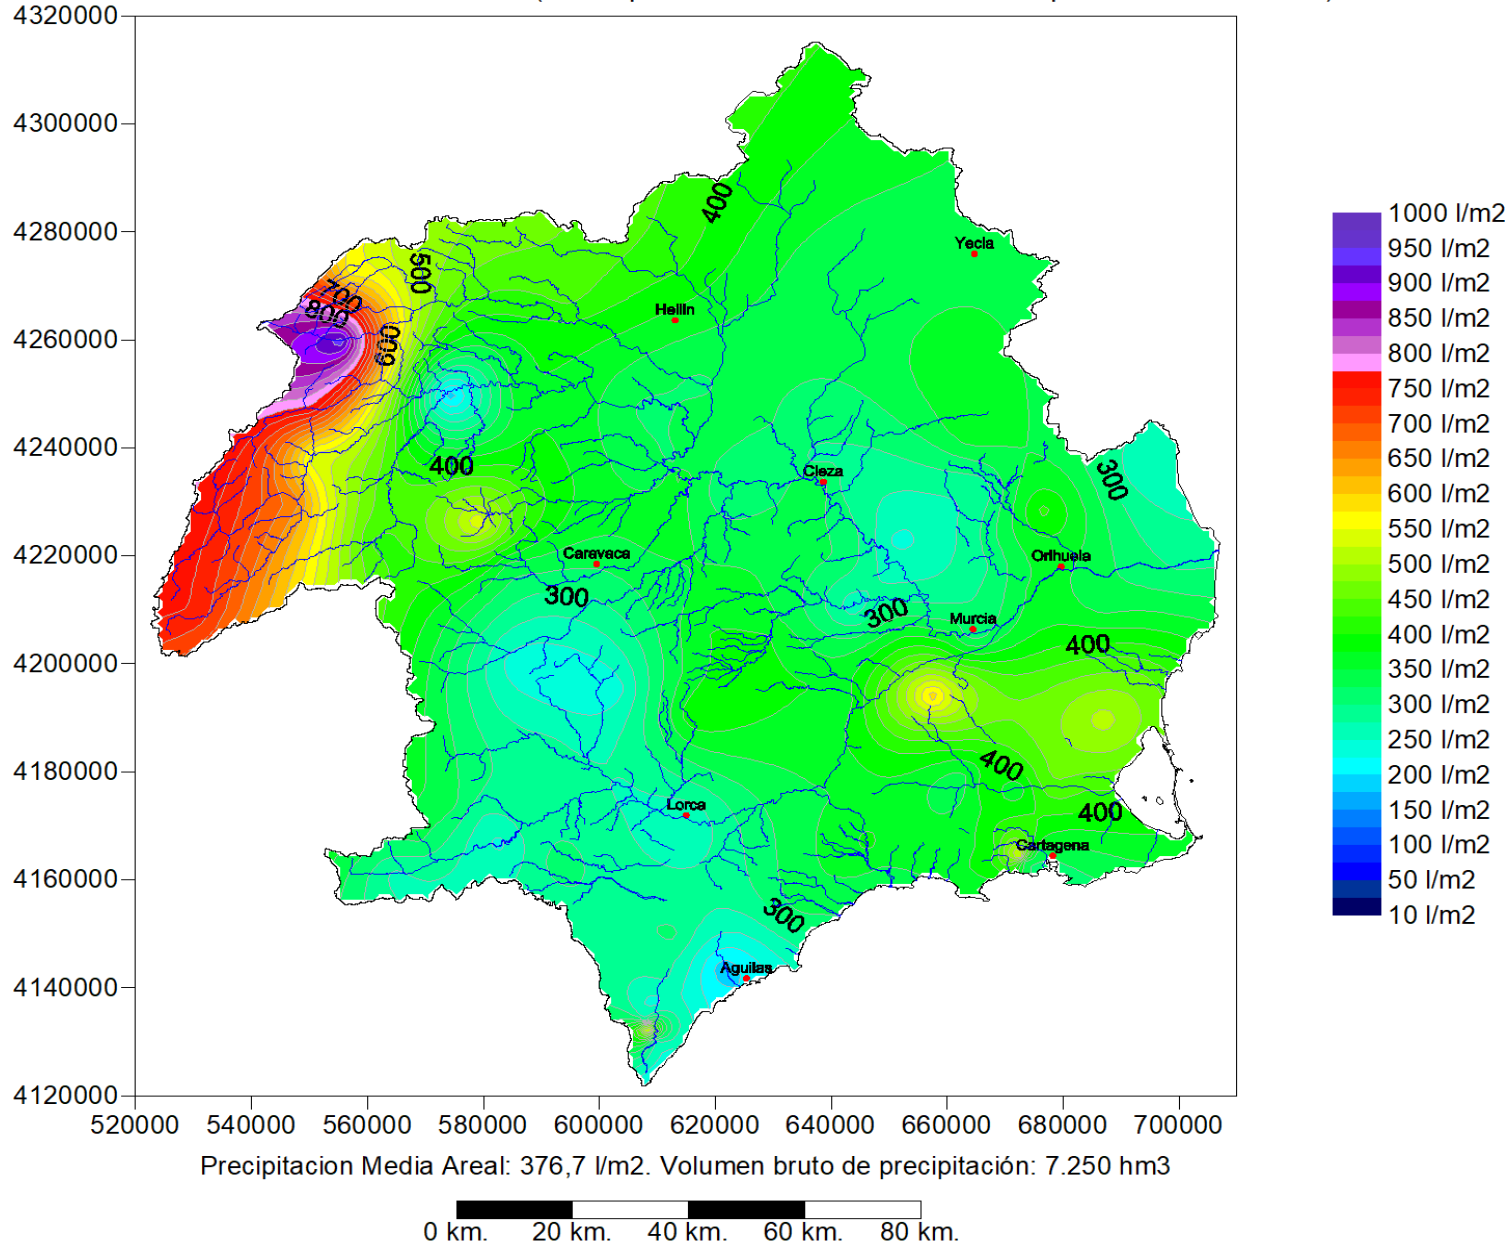 4320000
4300000
4280000
4260000
4240000
4220000
4200000
4180000
4160000
4140000
4120000
520000 540000 560000 580000 600000 620000 640000 660000 680000 700000
400
Yecla
500
700
800
600
Hellin
400
Cieza
300
Caravaca
Orihuela
300
300
Murcia
400
400
Lorca
400
Cartagena
300
Aguilas
1000 l/m2
950 l/m2
900 l/m2
850 l/m2
800 l/m2
750 l/m2
700 l/m2
650 l/m2
600 l/m2
550 l/m2
500 l/m2
450 l/m2
400 l/m2
350 l/m2
300 l/m2
250 l/m2
200 l/m2
150 l/m2
100 l/m2
50 l/m2
10 l/m2
Precipitacion Media Areal: 376,7 l/m2. Volumen bruto de precipitación: 7.250 hm3
0 km. 20 km. 40 km. 60 km. 80 km.